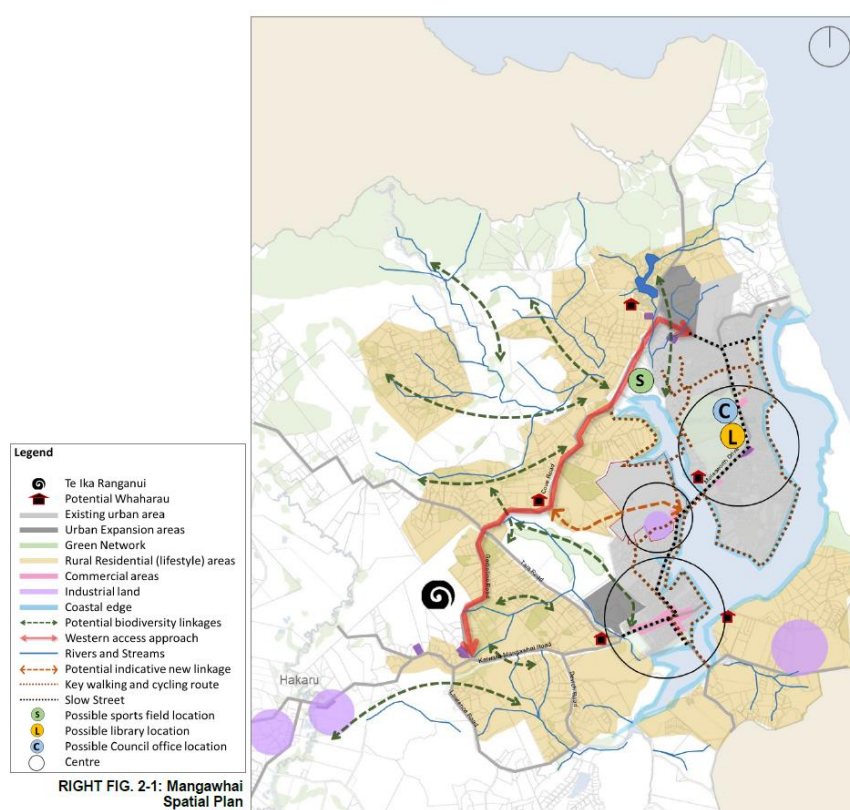 Legend
Te Ika Ranganui
Potential Whaharau
Existing urban area
Urban Expansion areas
Green Network
Rural Residential (lifestyle) areas
Commercial areas
Industrial land
Coastal edge
Potential biodiversity linkages
Western access approach
Rivers and Streams
Potential indicative new linkage
Key walking and cycling route
Slow Street
S Possible sports field location
L Possible library location
C Possible Council office location
Centre
RIGHT FIG. 2-1: Mangawhai
Spatial Plan
S
C
L
Cove Road
Tara Road
Kaiwaka Mangawhai Road
Hakaru